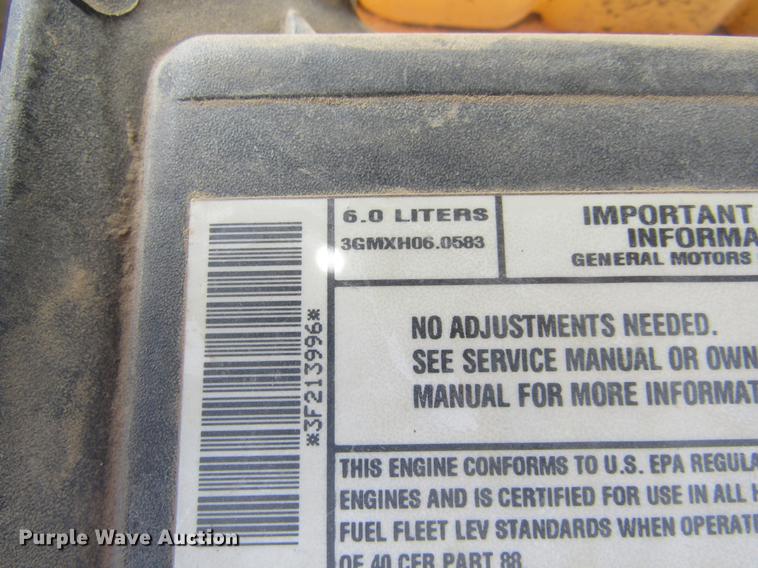 6.0 LITERS
3GMXH06.0583
IMPORTANT
INFORMA
GENERAL MOTORS
*3F213996*
NO ADJUSTMENTS NEEDED.
SEE SERVICE MANUAL OR OWN
MANUAL FOR MORE INFORMAT
THIS ENGINE CONFORMS TO U.S. EPA REGULA
ENGINES AND IS CERTIFIED FOR USE IN ALL H
FUEL FLEET LEV STANDARDS WHEN OPERATE
OF 40 CFR PART 88
Purple Wave Auction